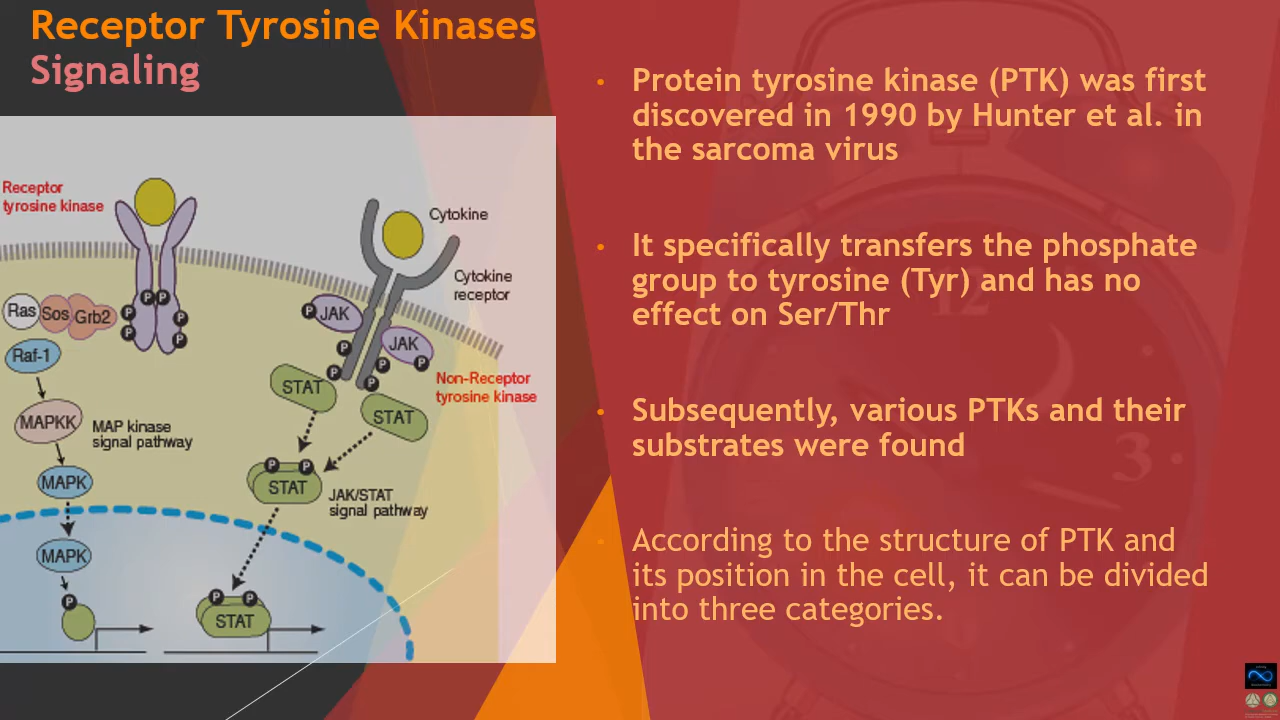 Receptor Tyrosine Kinases
Signaling
Protein tyrosine kinase (PTK) was first
discovered in 1990 by Hunter et al. in
the sarcoma virus
It specifically transfers the phosphate
group to tyrosine (Tyr) and has no
effect on Ser/Thr
Subsequently, various PTKs and their
substrates were found
According to the structure of PTK and
its position in the cell, it can be divided
into three categories.
Receptor
tyrosine kinase
Cytokine
Cytokine
receptor
P P
P P
P P
Ras Sos Grb2
P JAK
JAK
P
P
P
P
P
Raf-1
STAT
STAT
Non-Receptor
tyrosine kinase
MAPKK
MAP kinase
signal pathway
P P
STAT
MAPK
JAK/STAT
signal pathway
MAPK
P
P P
STAT
12
3